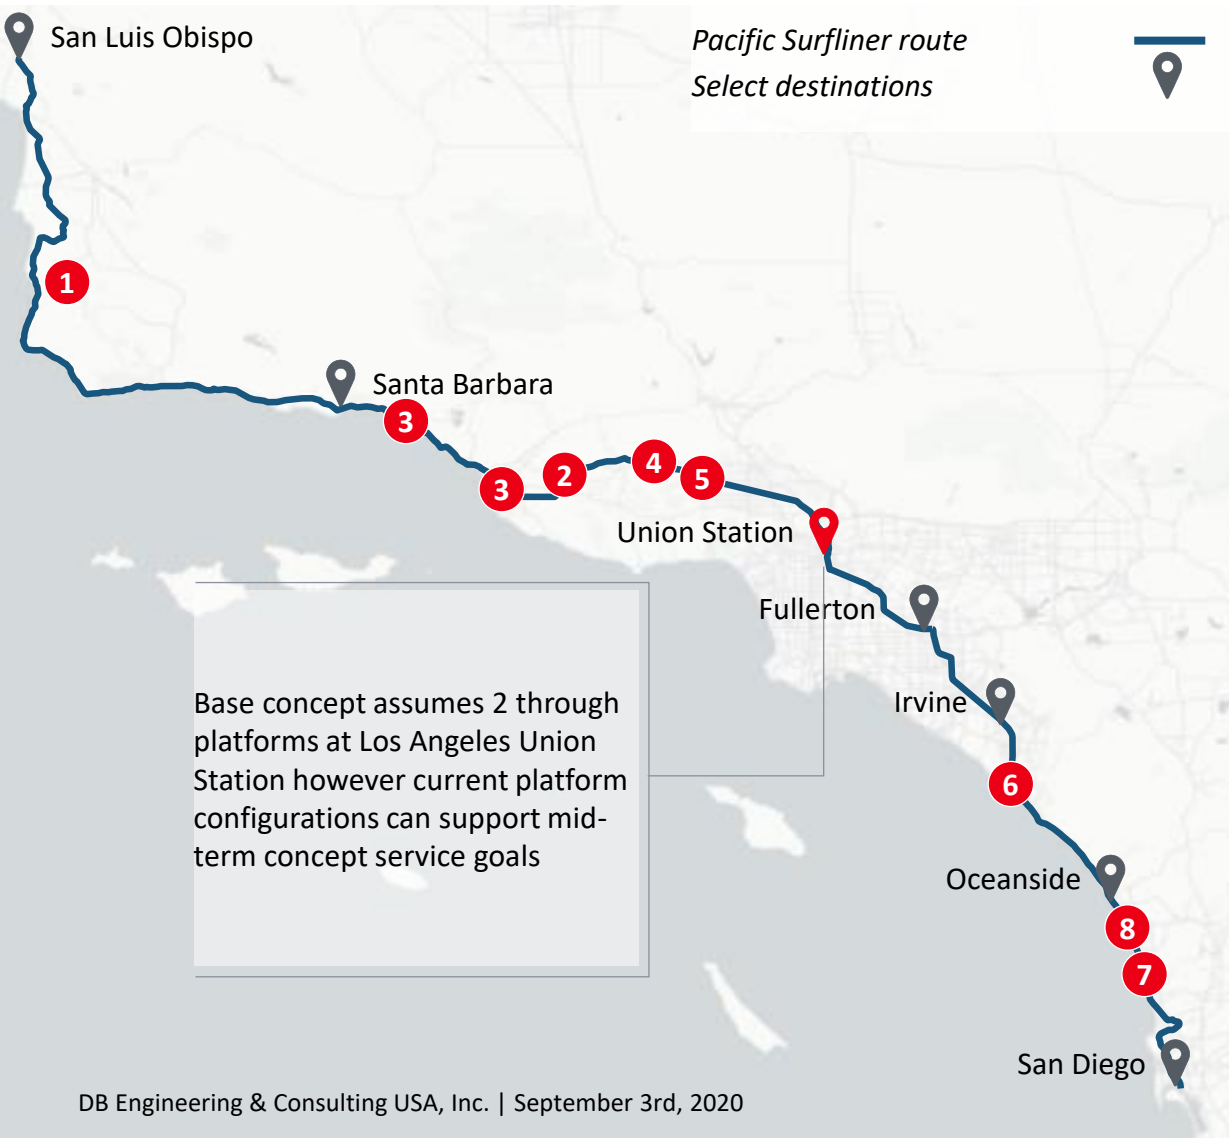 San Luis Obispo
Pacific Surfliner route
Select destinations
1
Santa Barbara
3
3
2
4
5
Union Station
Fullerton
Irvine
Base concept assumes 2 through
platforms at Los Angeles Union
Station however current platform
configurations can support mid-
term concept service goals
6
Oceanside
8
7
San Diego
DB Engineering & Consulting USA, Inc. | September 3rd, 2020